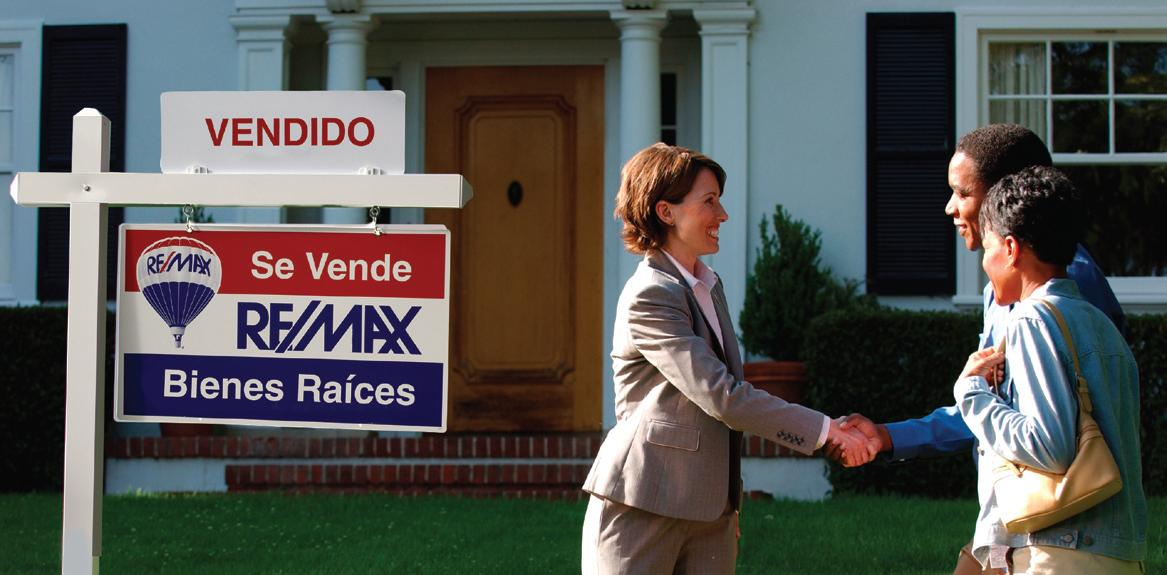 VENDIDO
RE/MAX
Se Vende
RE/MAX
Bienes Raíces